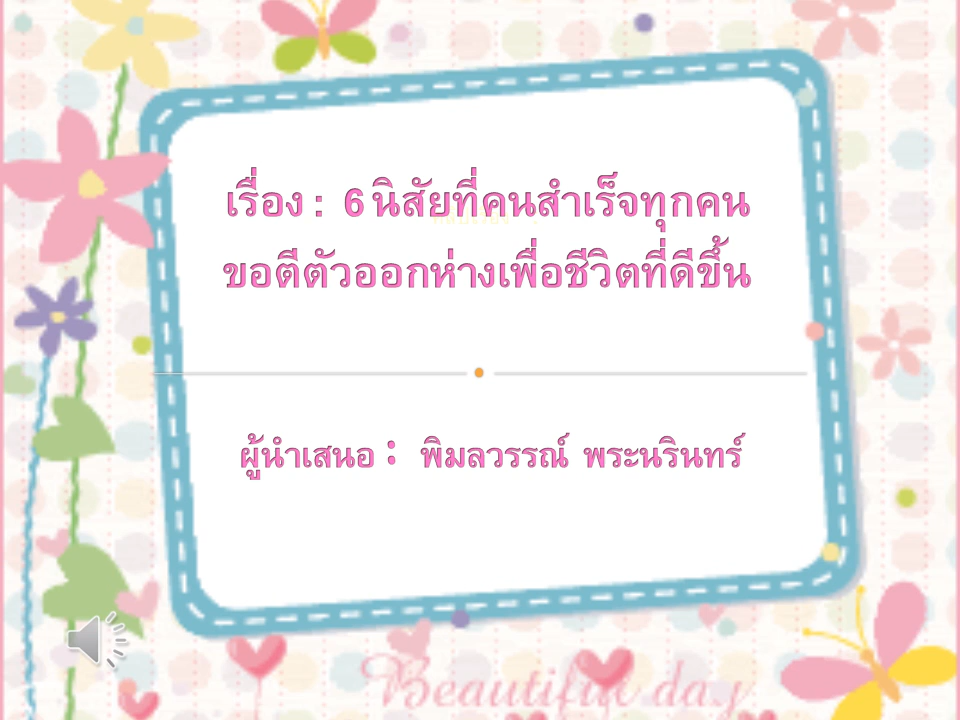 เรื่อง : 6 นิสัยที่คนสำเร็จทุกคน
ขอตีตัวออกห่างเพื่อชีวิตที่ดีขึ้น
ผู้นำเสนอ : พิมลวรรณ์ พระนรินทร์
Beautiful day